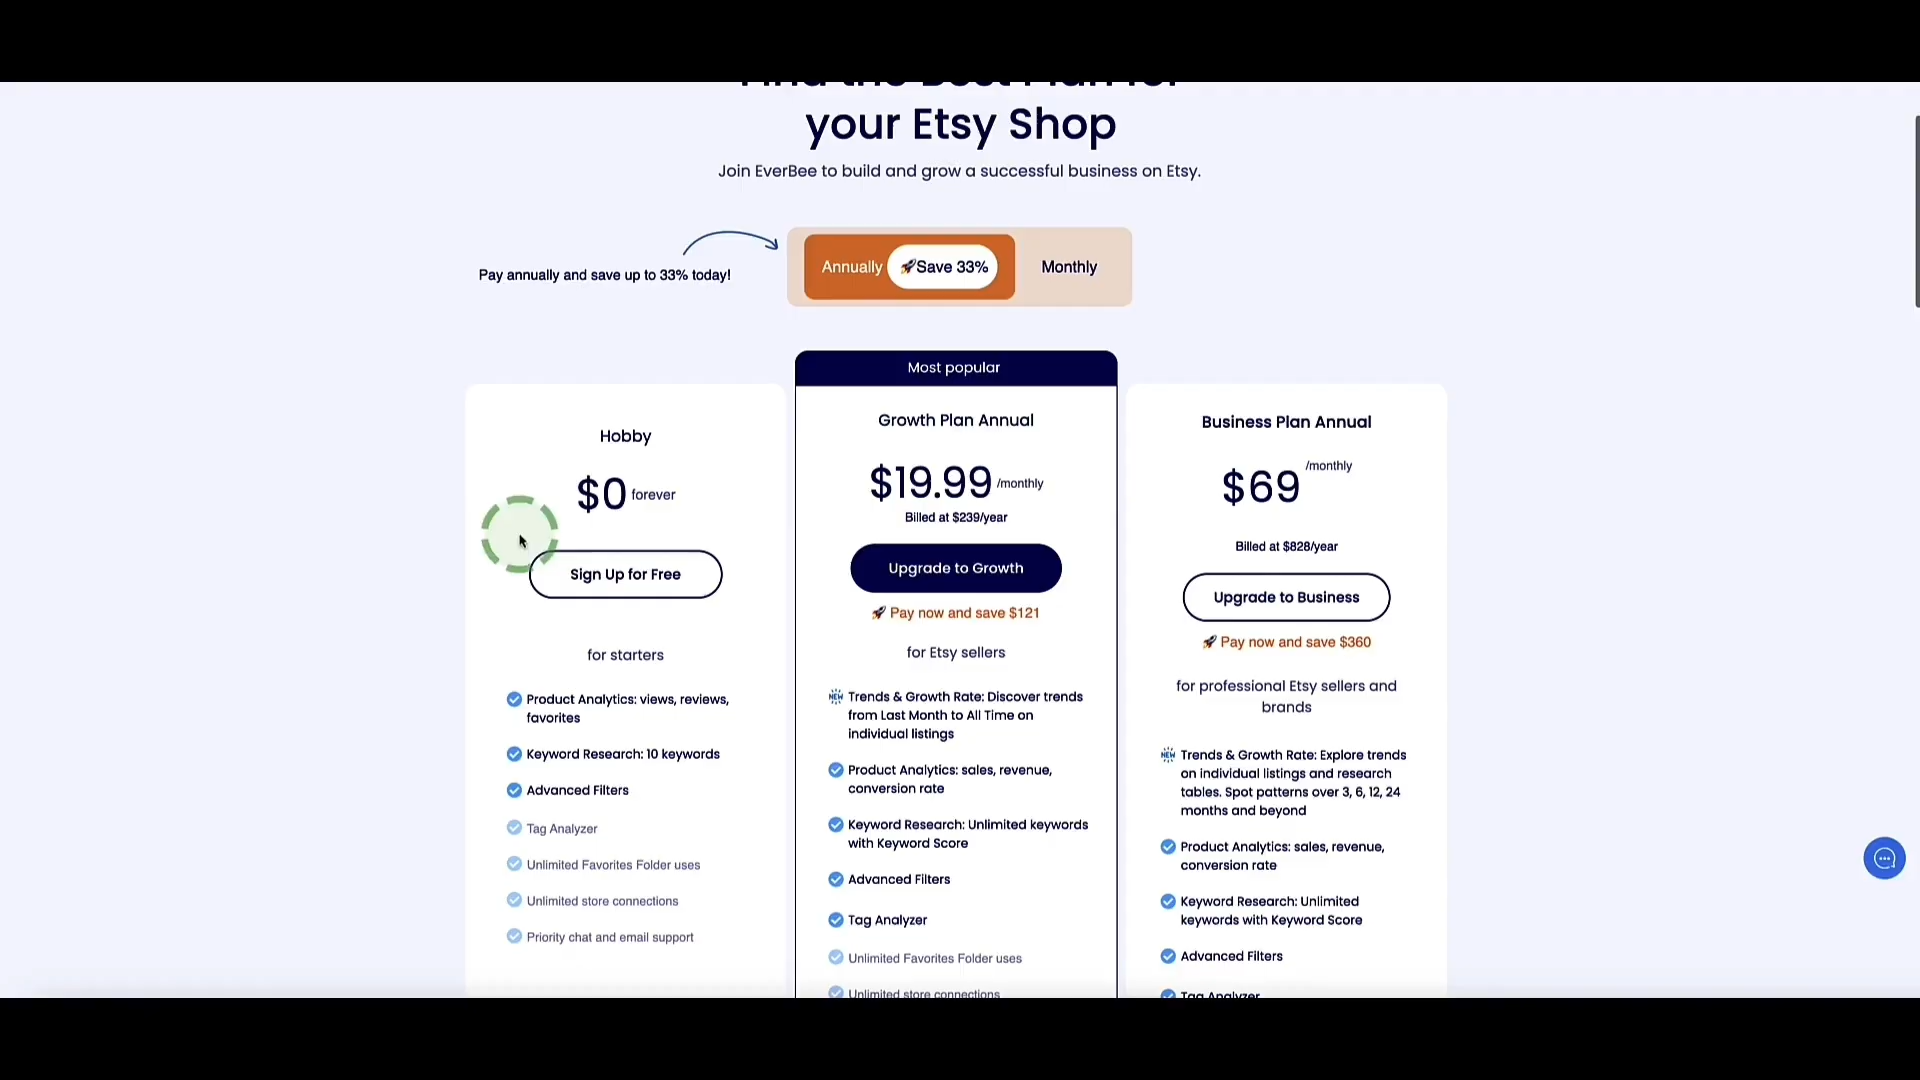 Find the Best Plan for
your Etsy Shop
Join EverBee to build and grow a successful business on Etsy.
Pay annually and save up to 33% today!
Annually 🚀Save 33% Monthly
Hobby
$0 forever
Sign Up for Free
for starters
Product Analytics: views, reviews,
favorites
Keyword Research: 10 keywords
Advanced Filters
Tag Analyzer
Unlimited Favorites Folder uses
Unlimited store connections
Priority chat and email support
Most popular
Growth Plan Annual
$19.99 /monthly
Billed at $239/year
Upgrade to Growth
🚀 Pay now and save $121
for Etsy sellers
NEW Trends & Growth Rate: Discover trends
from Last Month to All Time on
individual listings
Product Analytics: sales, revenue,
conversion rate
Keyword Research: Unlimited keywords
with Keyword Score
Advanced Filters
Tag Analyzer
Unlimited Favorites Folder uses
Unlimited store connections
Business Plan Annual
$69 /monthly
Billed at $828/year
Upgrade to Business
🚀 Pay now and save $360
for professional Etsy sellers and
brands
NEW Trends & Growth Rate: Explore trends
on individual listings and research
tables. Spot patterns over 3, 6, 12, 24
months and beyond
Product Analytics: sales, revenue,
conversion rate
Keyword Research: Unlimited
keywords with Keyword Score
Advanced Filters
Tag Analyzer